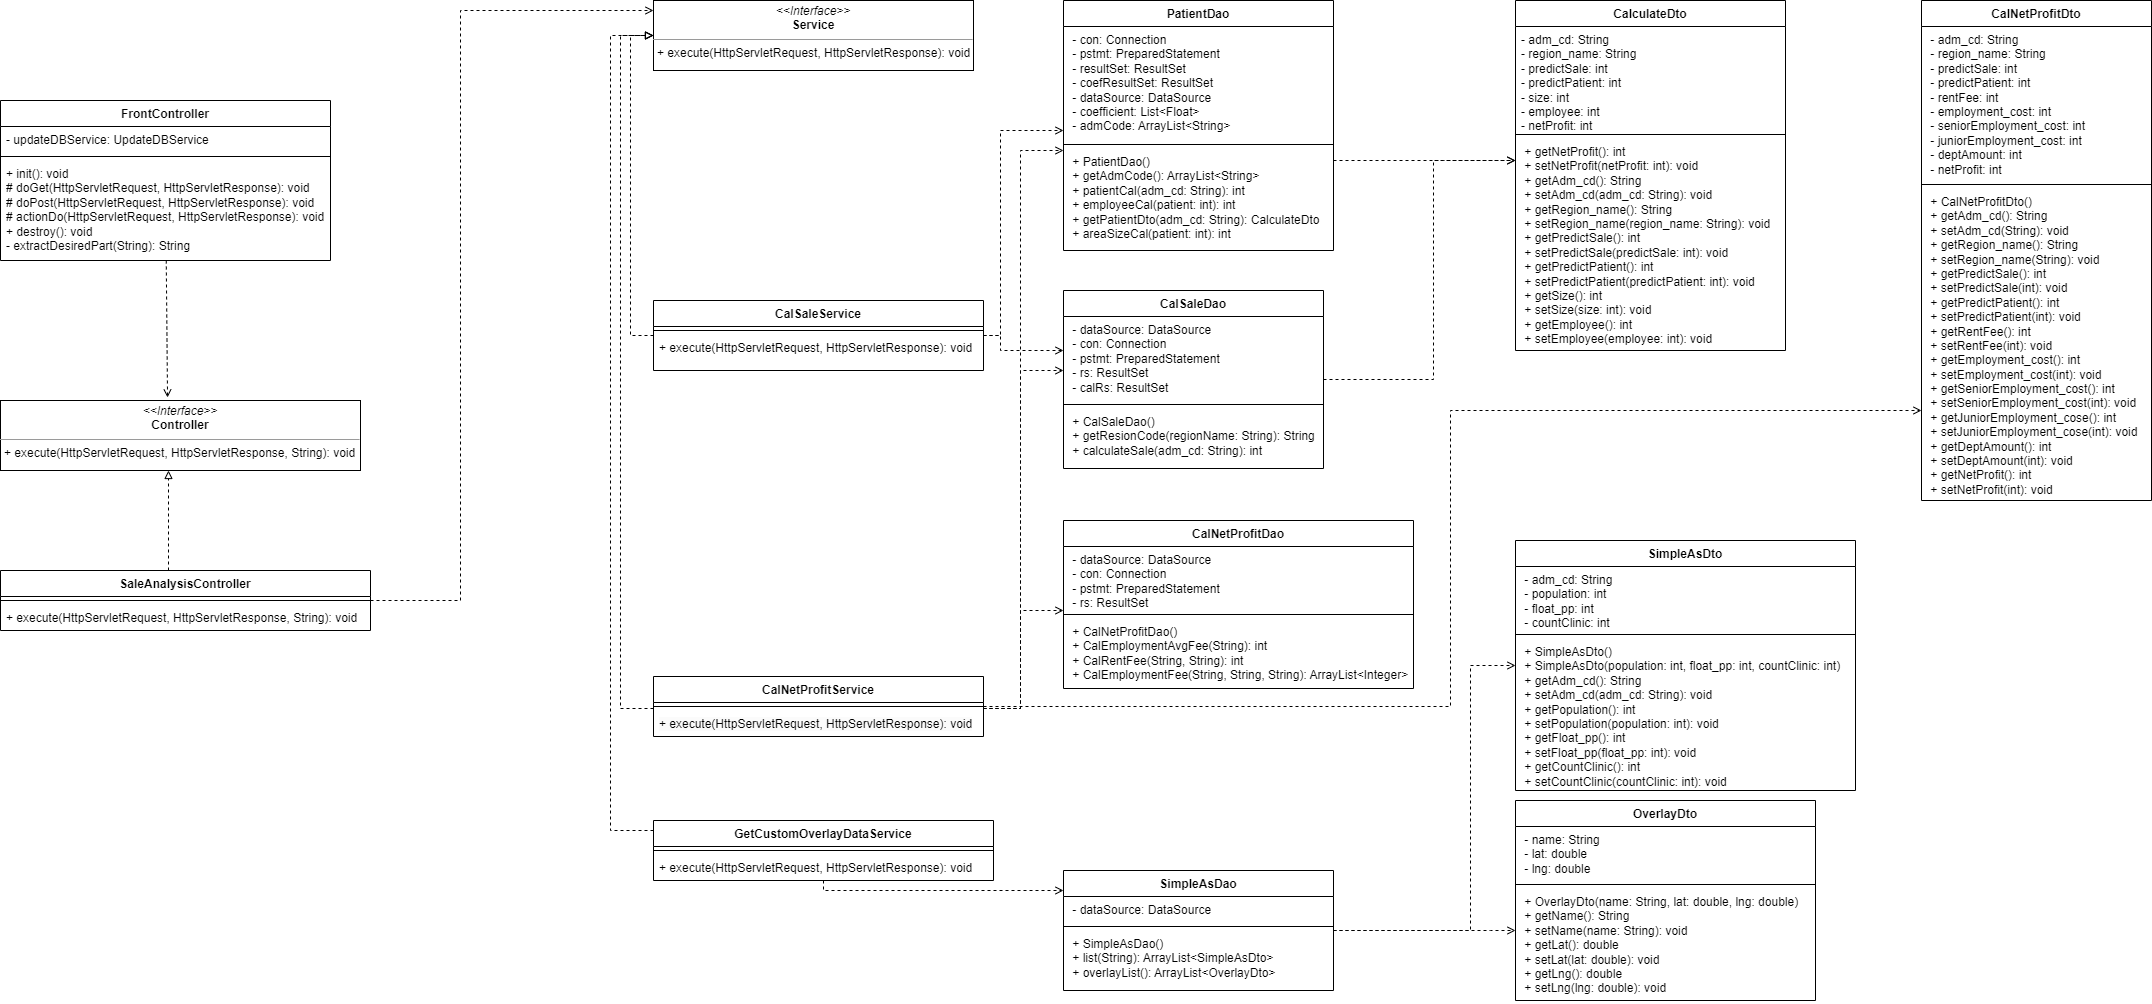 FrontController
- updateDBService: UpdateDBService
+ init(): void
# doGet(HttpServletRequest, HttpServletResponse): void
# doPost(HttpServletRequest, HttpServletResponse): void
# actionDo(HttpServletRequest, HttpServletResponse): void
+ destroy(): void
- extractDesiredPart(String): String
<<Interface>>
Controller
+ execute(HttpServletRequest, HttpServletResponse, String): void
SaleAnalysisController
+ execute(HttpServletRequest, HttpServletResponse, String): void
<<Interface>>
Service
+ execute(HttpServletRequest, HttpServletResponse): void
CalSaleService
+ execute(HttpServletRequest, HttpServletResponse): void
CalNetProfitService
+ execute(HttpServletRequest, HttpServletResponse): void
GetCustomOverlayDataService
+ execute(HttpServletRequest, HttpServletResponse): void
PatientDao
- con: Connection
- pstmt: PreparedStatement
- resultSet: ResultSet
- coefResultSet: ResultSet
- dataSource: DataSource
- coefficient: List<Float>
- admCode: ArrayList<String>
+ PatientDao()
+ getAdmCode(): ArrayList<String>
+ patientCal(adm_cd: String): int
+ employeeCal(patient: int): int
+ getPatientDto(adm_cd: String): CalculateDto
+ areaSizeCal(patient: int): int
CalSaleDao
- dataSource: DataSource
- con: Connection
- pstmt: PreparedStatement
- rs: ResultSet
- calRs: ResultSet
+ CalSaleDao()
+ getResionCode(regionName: String): String
+ calculateSale(adm_cd: String): int
CalNetProfitDao
- dataSource: DataSource
- con: Connection
- pstmt: PreparedStatement
- rs: ResultSet
+ CalNetProfitDao()
+ CalEmploymentAvgFee(String): int
+ CalRentFee(String, String): int
+ CalEmploymentFee(String, String, String): ArrayList<Integer>
SimpleAsDao
- dataSource: DataSource
+ SimpleAsDao()
+ list(String): ArrayList<SimpleAsDto>
+ overlayList(): ArrayList<OverlayDto>
CalculateDto
- adm_cd: String
- region_name: String
- predictSale: int
- predictPatient: int
- size: int
- employee: int
- netProfit: int
+ getNetProfit(): int
+ setNetProfit(netProfit: int): void
+ getAdm_cd(): String
+ setAdm_cd(adm_cd: String): void
+ getRegion_name(): String
+ setRegion_name(region_name: String): void
+ getPredictSale(): int
+ setPredictSale(predictSale: int): void
+ getPredictPatient(): int
+ setPredictPatient(predictPatient: int): void
+ getSize(): int
+ setSize(size: int): void
+ getEmployee(): int
+ setEmployee(employee: int): void
SimpleAsDto
- adm_cd: String
- population: int
- float_pp: int
- countClinic: int
+ SimpleAsDto()
+ SimpleAsDto(population: int, float_pp: int, countClinic: int)
+ getAdm_cd(): String
+ setAdm_cd(adm_cd: String): void
+ getPopulation(): int
+ setPopulation(population: int): void
+ getFloat_pp(): int
+ setFloat_pp(float_pp: int): void
+ getCountClinic(): int
+ setCountClinic(countClinic: int): void
OverlayDto
- name: String
- lat: double
- lng: double
+ OverlayDto(name: String, lat: double, lng: double)
+ getName(): String
+ setName(name: String): void
+ getLat(): double
+ setLat(lat: double): void
+ getLng(): double
+ setLng(lng: double): void
CalNetProfitDto
- adm_cd: String
- region_name: String
- predictSale: int
- predictPatient: int
- rentFee: int
- employment_cost: int
- seniorEmployment_cost: int
- juniorEmployment_cost: int
- deptAmount: int
- netProfit: int
+ CalNetProfitDto()
+ getAdm_cd(): String
+ setAdm_cd(String): void
+ getRegion_name(): String
+ setRegion_name(String): void
+ getPredictSale(): int
+ setPredictSale(int): void
+ getPredictPatient(): int
+ setPredictPatient(int): void
+ getRentFee(): int
+ setRentFee(int): void
+ getEmployment_cost(): int
+ setEmployment_cost(int): void
+ getSeniorEmployment_cost(): int
+ setSeniorEmployment_cost(int): void
+ getJuniorEmployment_cose(): int
+ setJuniorEmployment_cose(int): void
+ getDeptAmount(): int
+ setDeptAmount(int): void
+ getNetProfit(): int
+ setNetProfit(int): void